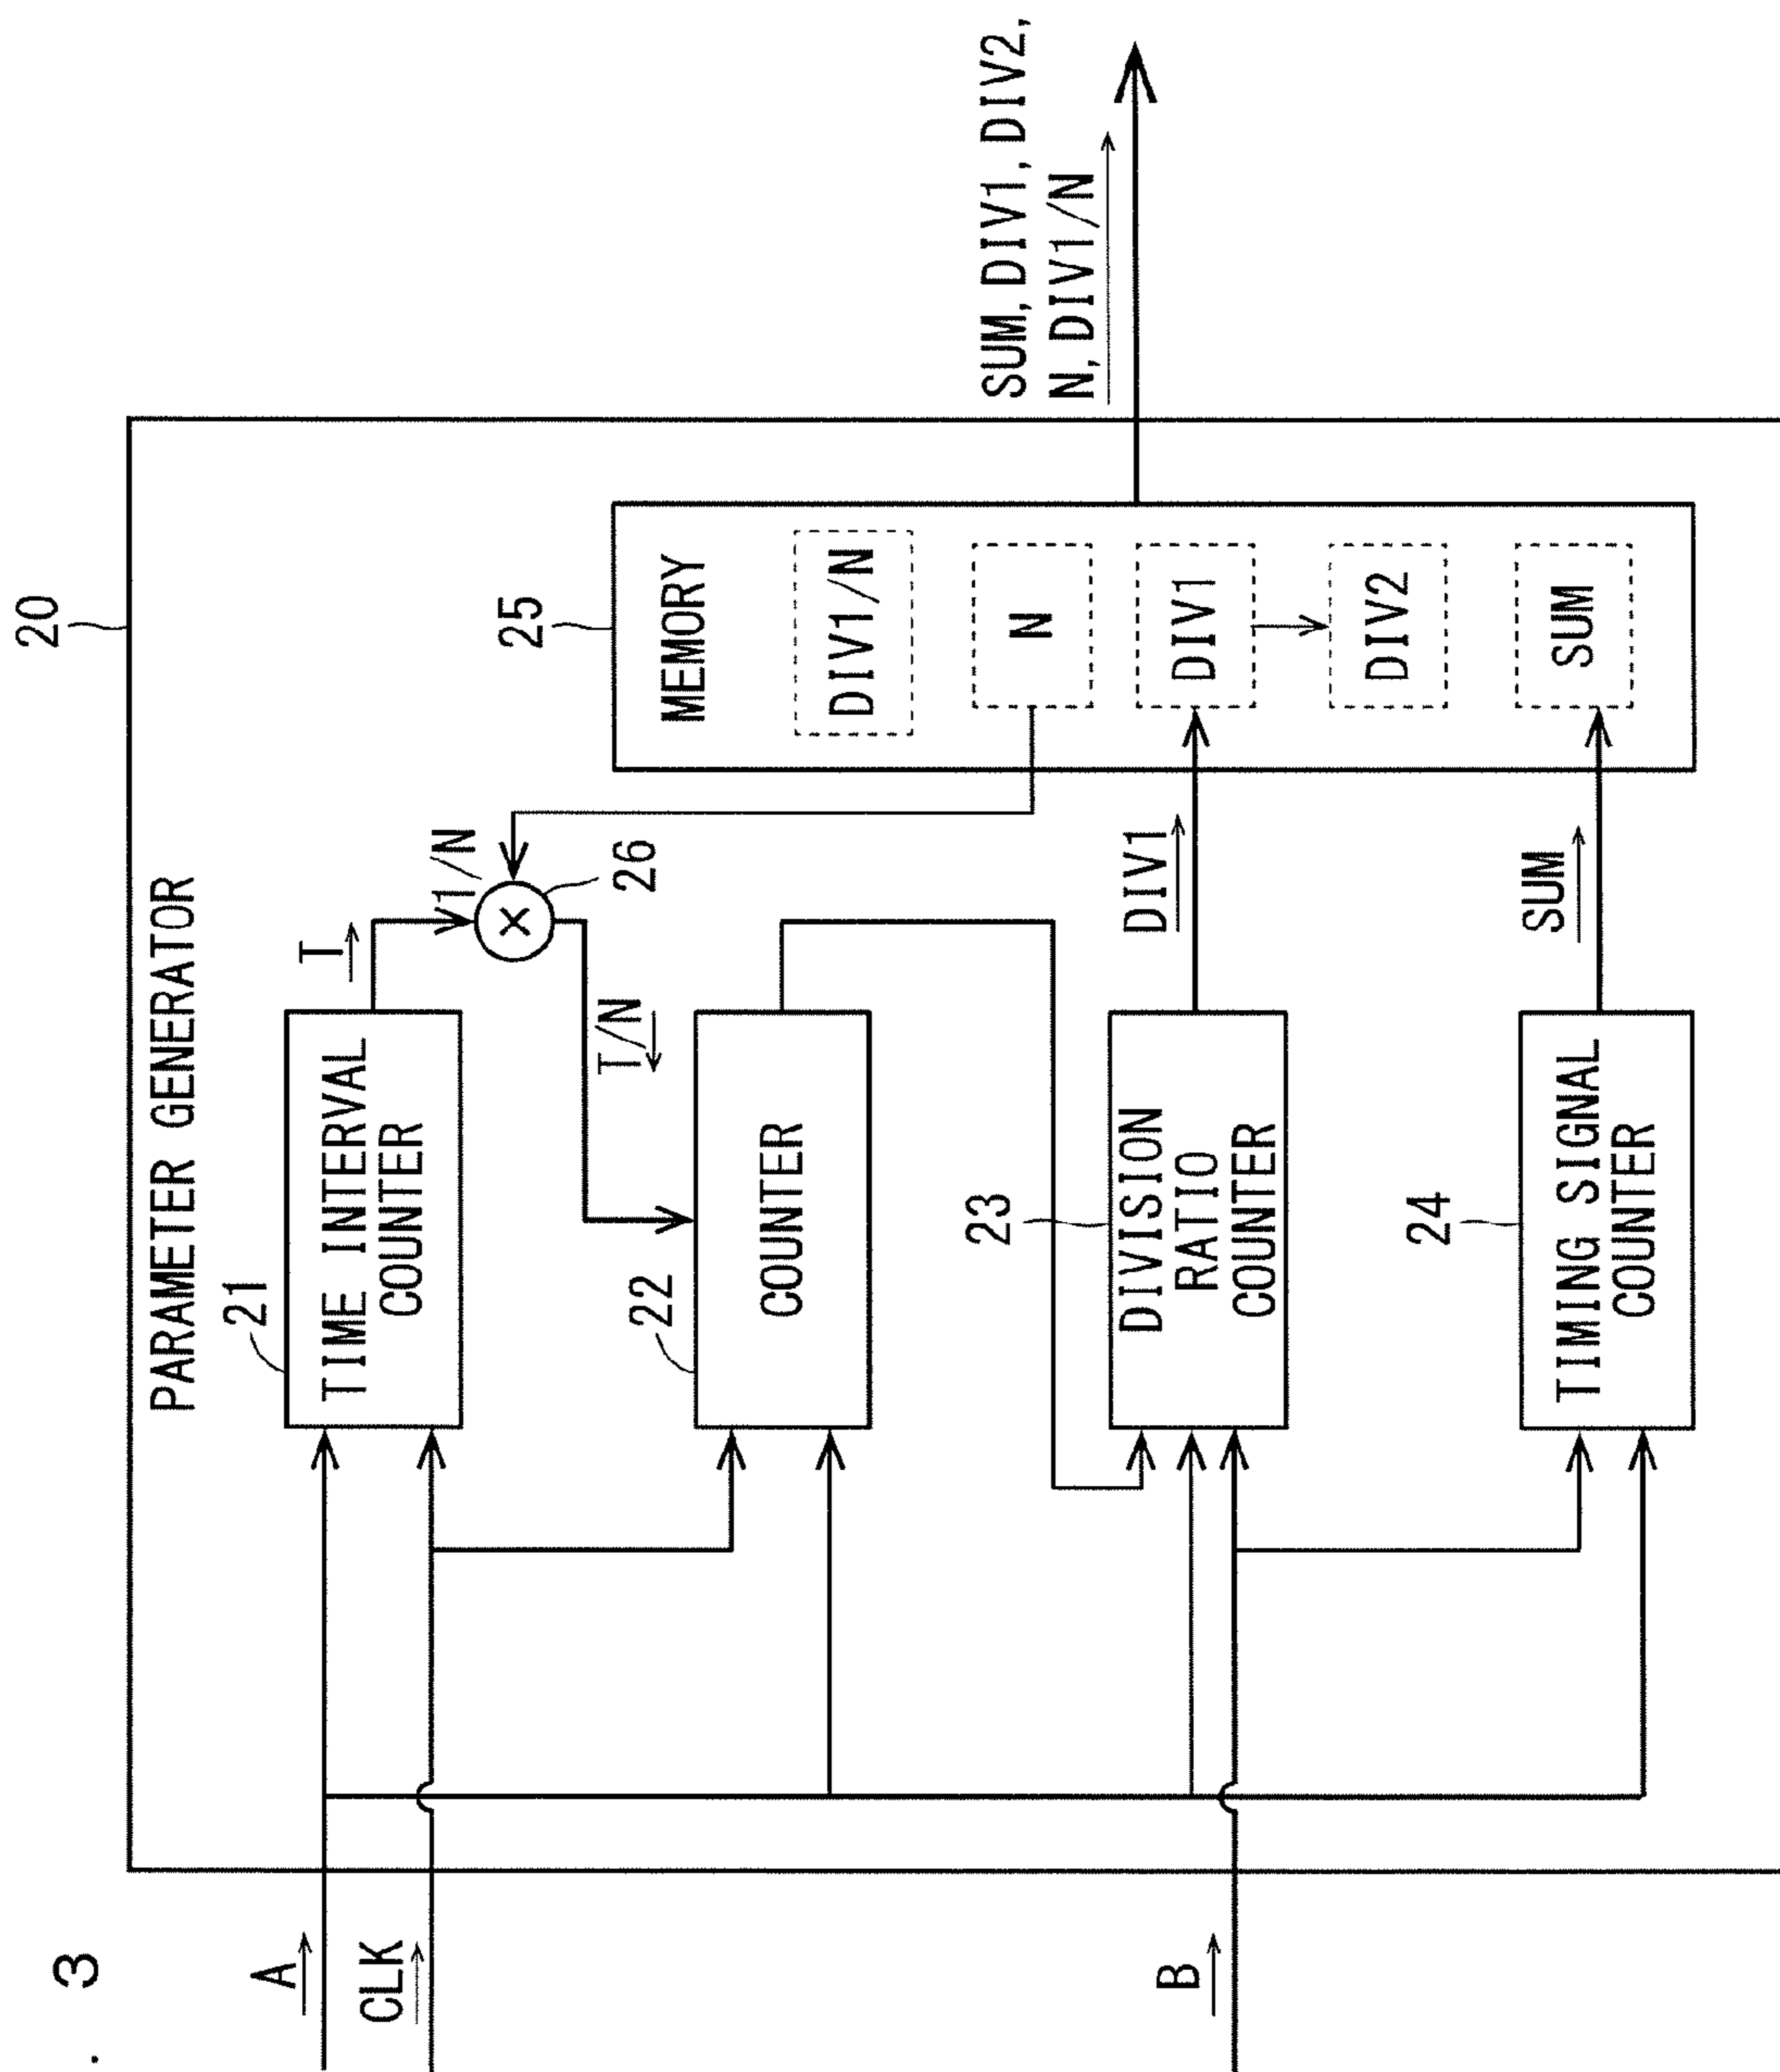 . 3
20
PARAMETER GENERATOR
A
CLK
B
21
TIME INTERVAL
COUNTER
T
1/N
26
×
T/N
22
COUNTER
23
DIVISION
RATIO
COUNTER
DIV1
24
TIMING SIGNAL
COUNTER
SUM
25
MEMORY
DIV1/N
N
DIV1
DIV2
SUM
SUM, DIV1, DIV2,
N, DIV1/N